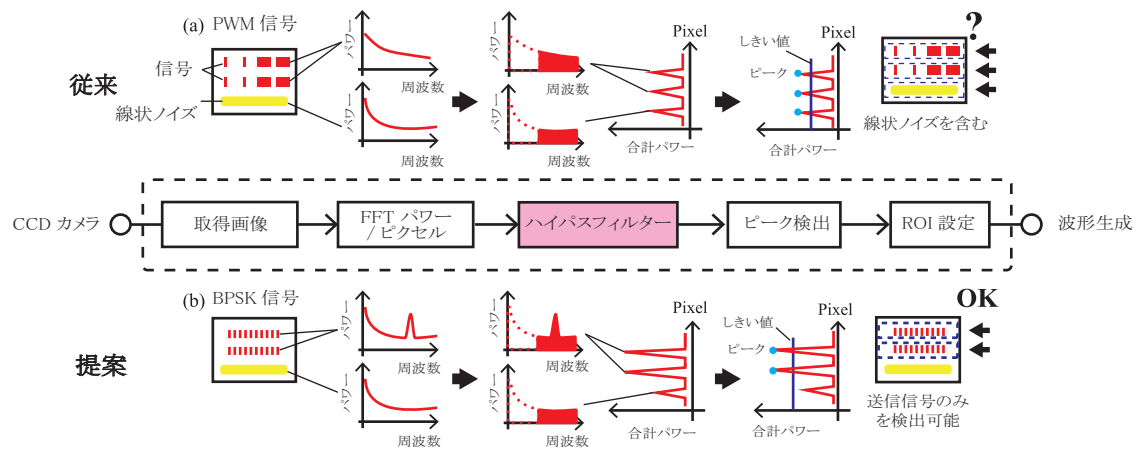 (a) PWM 信号
従来
信号
線状ノイズ
パワー
周波数
パワー
周波数
パワー
周波数
パワー
周波数
Pixel
合計パワー
Pixel
しきい値
ピーク
合計パワー
?
線状ノイズを含む
CCD カメラ
取得画像
FFT パワー
/ ピクセル
ハイパスフィルター
ピーク検出
ROI 設定
波形生成
(b) BPSK 信号
提案
パワー
周波数
パワー
周波数
パワー
周波数
パワー
周波数
Pixel
合計パワー
Pixel
しきい値
ピーク
合計パワー
OK
送信信号のみ
を検出可能